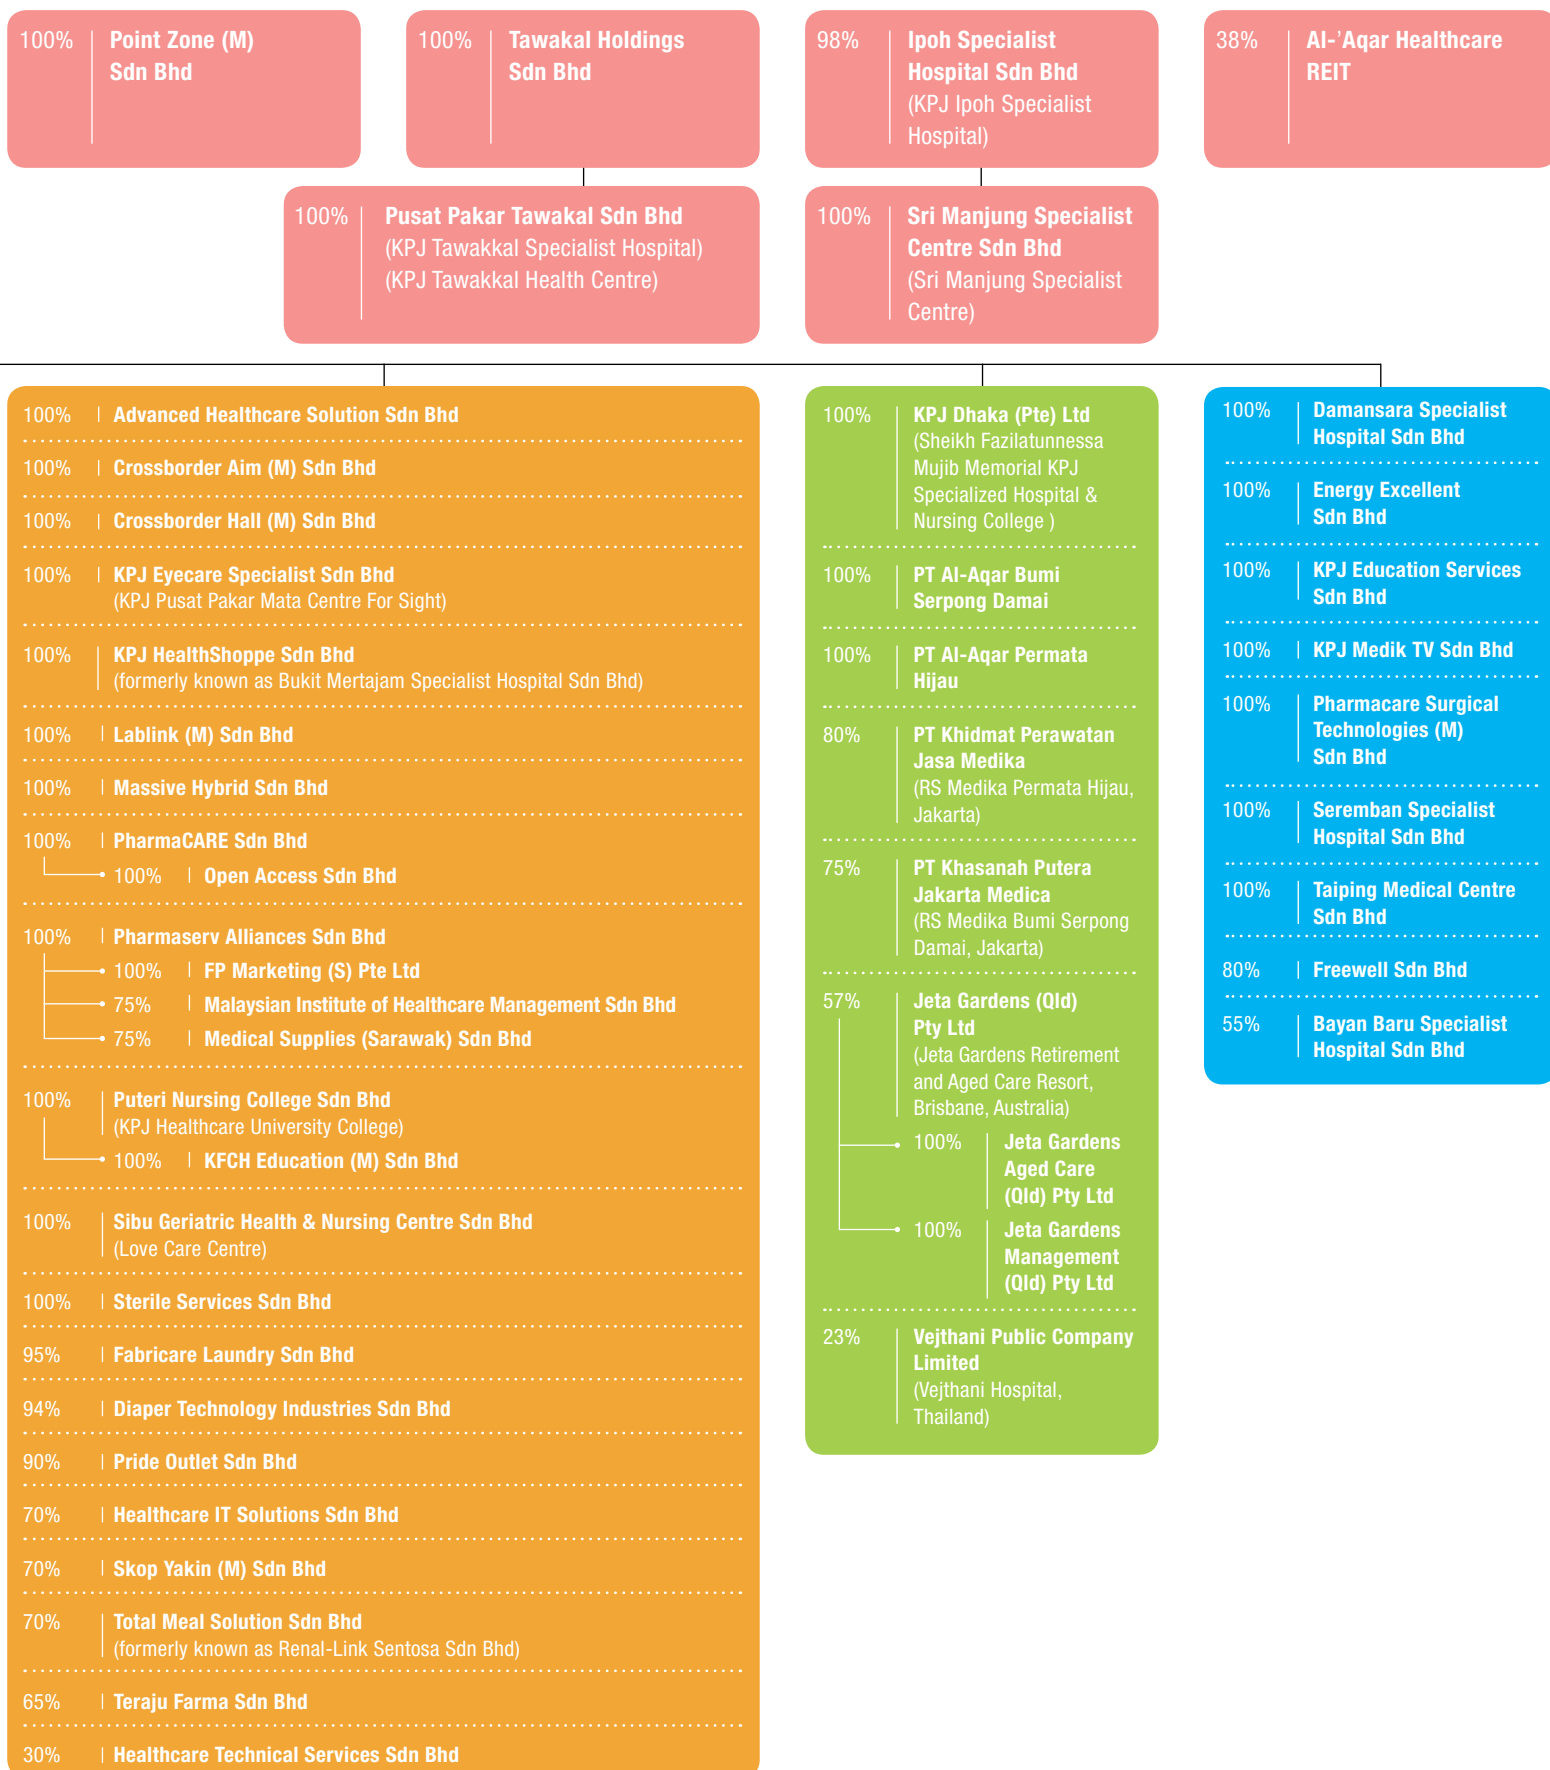 100% Point Zone (M)
Sdn Bhd
100% Tawakal Holdings
Sdn Bhd
98% Ipoh Specialist
Hospital Sdn Bhd
(KPJ Ipoh Specialist
Hospital)
38% Al-'Aqar Healthcare
REIT
100% Pusat Pakar Tawakal Sdn Bhd
(KPJ Tawakkal Specialist Hospital)
(KPJ Tawakkal Health Centre)
100% Sri Manjung Specialist
Centre Sdn Bhd
(Sri Manjung Specialist
Centre)
100% Advanced Healthcare Solution Sdn Bhd
100% Crossborder Aim (M) Sdn Bhd
100% Crossborder Hall (M) Sdn Bhd
100% KPJ Eyecare Specialist Sdn Bhd
(KPJ Pusat Pakar Mata Centre For Sight)
100% KPJ HealthShoppe Sdn Bhd
(formerly known as Bukit Mertajam Specialist Hospital Sdn Bhd)
100% Lablink (M) Sdn Bhd
100% Massive Hybrid Sdn Bhd
100% PharmaCARE Sdn Bhd
100% Open Access Sdn Bhd
100% Pharmaserv Alliances Sdn Bhd
100% FP Marketing (S) Pte Ltd
75% Malaysian Institute of Healthcare Management Sdn Bhd
75% Medical Supplies (Sarawak) Sdn Bhd
100% Puteri Nursing College Sdn Bhd
(KPJ Healthcare University College)
100% KFCH Education (M) Sdn Bhd
100% Sibu Geriatric Health & Nursing Centre Sdn Bhd
(Love Care Centre)
100% Sterile Services Sdn Bhd
95% Fabricare Laundry Sdn Bhd
94% Diaper Technology Industries Sdn Bhd
90% Pride Outlet Sdn Bhd
70% Healthcare IT Solutions Sdn Bhd
70% Skop Yakin (M) Sdn Bhd
70% Total Meal Solution Sdn Bhd
(formerly known as Renal-Link Sentosa Sdn Bhd)
65% Teraju Farma Sdn Bhd
30% Healthcare Technical Services Sdn Bhd
100% KPJ Dhaka (Pte) Ltd
(Sheikh Fazilatunnessa
Mujib Memorial KPJ
Specialized Hospital &
Nursing College )
100% PT Al-Aqar Bumi
Serpong Damai
100% PT Al-Aqar Permata
Hijau
80% PT Khidmat Perawatan
Jasa Medika
(RS Medika Permata Hijau,
Jakarta)
75% PT Khasanah Putera
Jakarta Medica
(RS Medika Bumi Serpong
Damai, Jakarta)
57% Jeta Gardens (Qld)
Pty Ltd
(Jeta Gardens Retirement
and Aged Care Resort,
Brisbane, Australia)
100% Jeta Gardens
Aged Care
(Qld) Pty Ltd
100% Jeta Gardens
Management
(Qld) Pty Ltd
23% Vejthani Public Company
Limited
(Vejthani Hospital,
Thailand)
100% Damansara Specialist
Hospital Sdn Bhd
100% Energy Excellent
Sdn Bhd
100% KPJ Education Services
Sdn Bhd
100% KPJ Medik TV Sdn Bhd
100% Pharmacare Surgical
Technologies (M)
Sdn Bhd
100% Seremban Specialist
Hospital Sdn Bhd
100% Taiping Medical Centre
Sdn Bhd
80% Freewell Sdn Bhd
55% Bayan Baru Specialist
Hospital Sdn Bhd